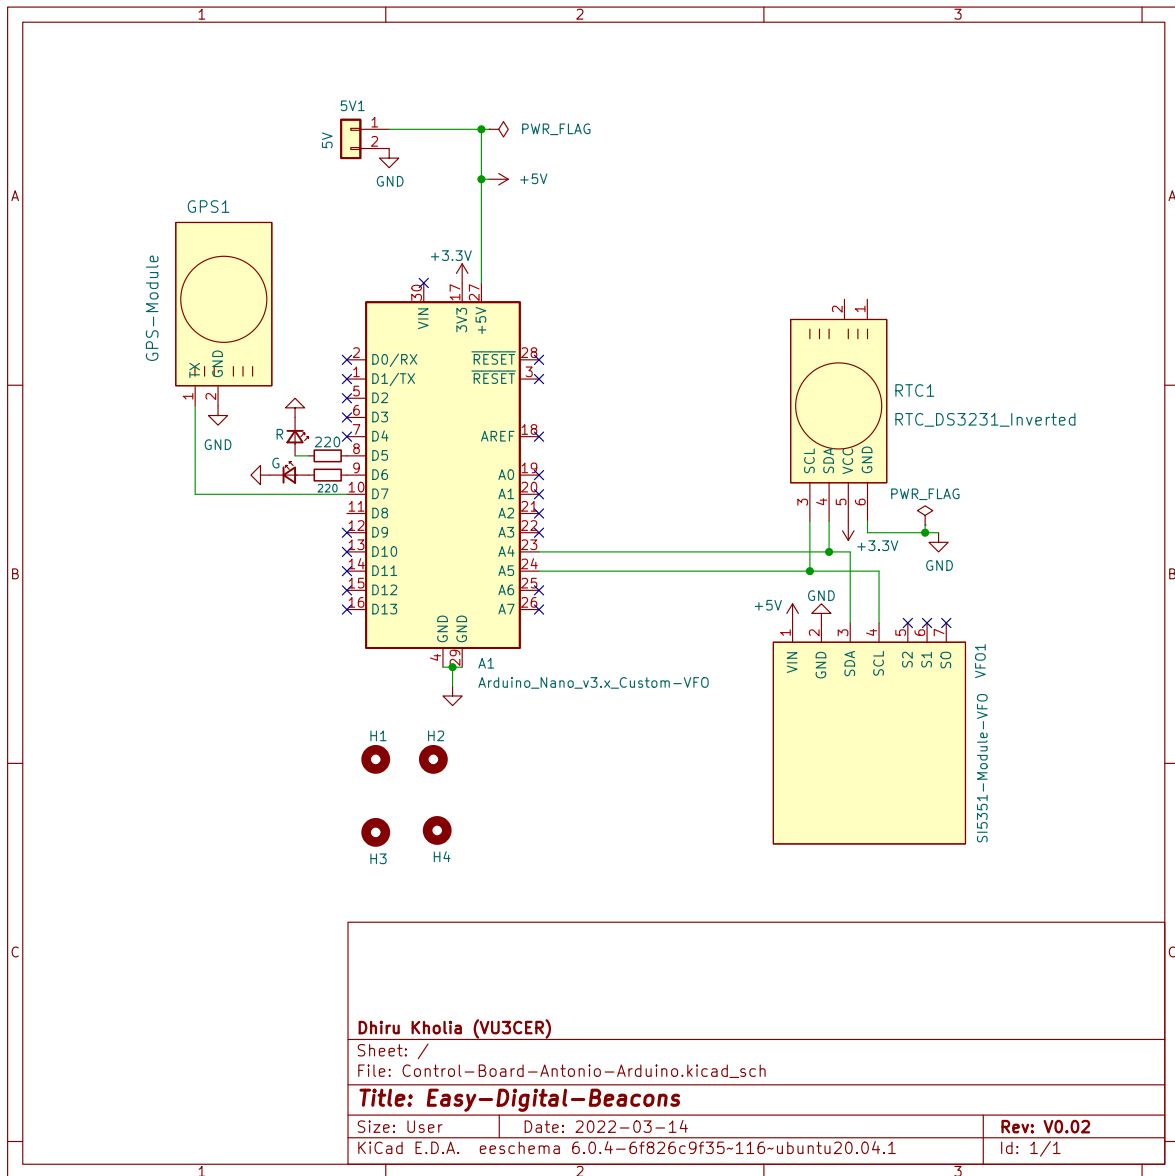 1 2 3
A A
B B
C C
1 2 3
5V1
5V
1
2
GND
PWR_FLAG
+5V
GPS1
GPS-Module
TX
GND
1
2
GND
R
220
G
220
+3.3V
30
17
27
VIN
3V3
+5V
2 D0/RX
1 D1/TX
5 D2
6 D3
7 D4
8 D5
9 D6
10 D7
11 D8
12 D9
13 D10
14 D11
15 D12
16 D13
RESET 28
RESET 3
AREF 18
A0 19
A1 20
A2 21
A3 22
A4 23
A5 24
A6 25
A7 26
GND
GND
4
29
A1
Arduino_Nano_v3.x_Custom-VFO
2
1
RTC1
RTC_DS3231_Inverted
SCL
SDA
VCC
GND
3
4
5
6
PWR_FLAG
+3.3V
GND
+5V
GND
1
2
3
4
5
6
7
VIN
GND
SDA
SCL
S2
S1
S0
SI5351-Module-VFO VFO1
H1
H2
H3
H4
Dhiru Kholia (VU3CER)
Sheet: /
File: Control-Board-Antonio-Arduino.kicad_sch
Title: Easy-Digital-Beacons
Size: User Date: 2022-03-14 Rev: V0.02
KiCad E.D.A. eeschema 6.0.4-6f826c9f35~116~ubuntu20.04.1 Id: 1/1